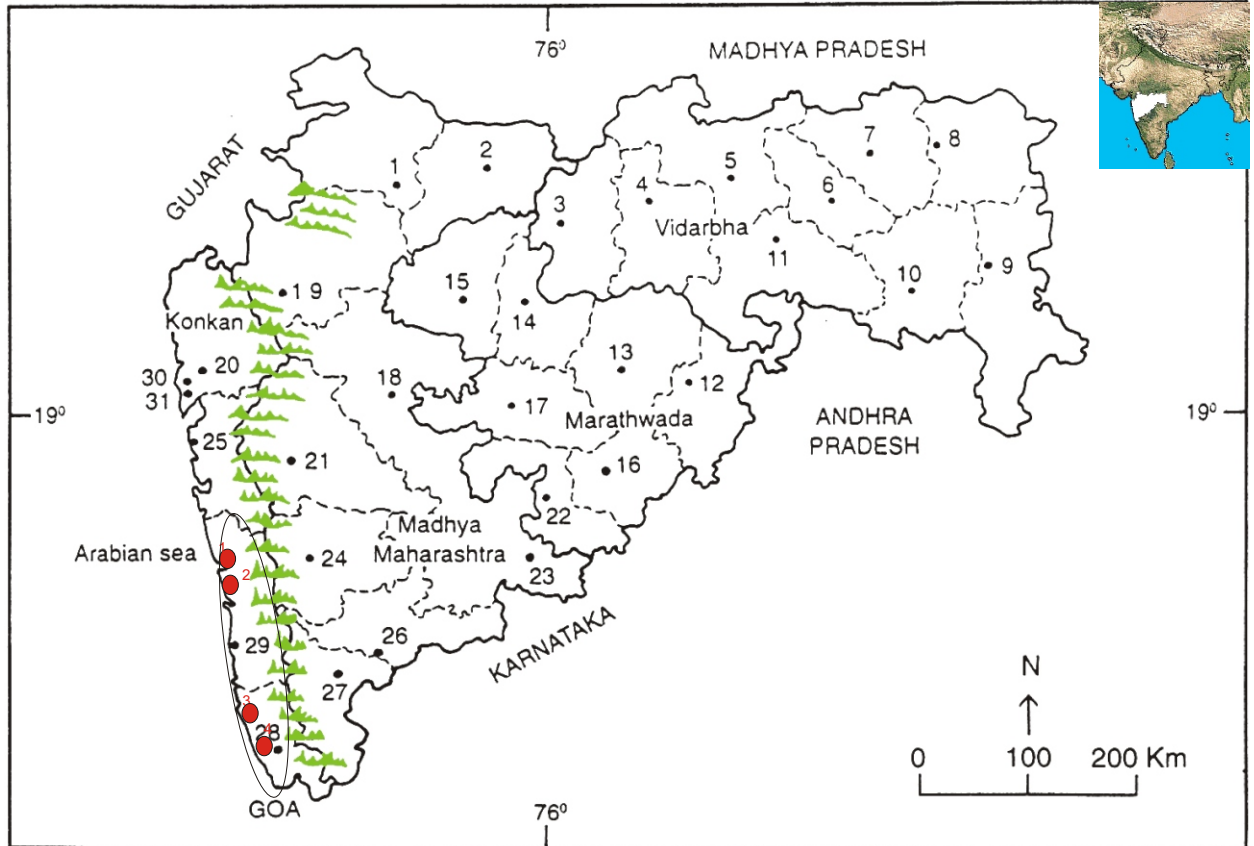 76⁰
MADHYA PRADESH
GUJARAT
1
2
3
4
5
6
7
8
Vidarbha
9
10
11
15
14
1 9
Konkan
20
30
31
18
13
12
17
Marathwada
19⁰
19⁰
ANDHRA
PRADESH
25
21
16
22
Madhya
Maharashtra
Arabian sea
1
2
24
23
KARNATAKA
29
26
27
3
4
28
GOA
76⁰
N
0 100 200 Km